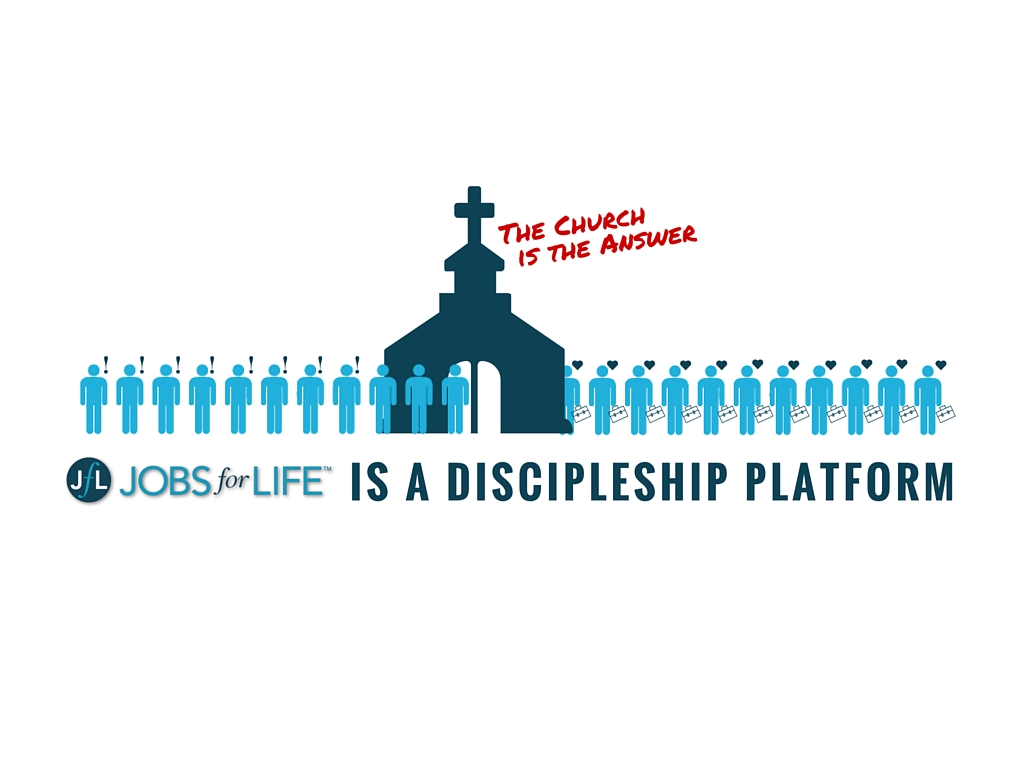 The Church
is the Answer
JfL JOBS for LIFE™ IS A DISCIPLESHIP PLATFORM